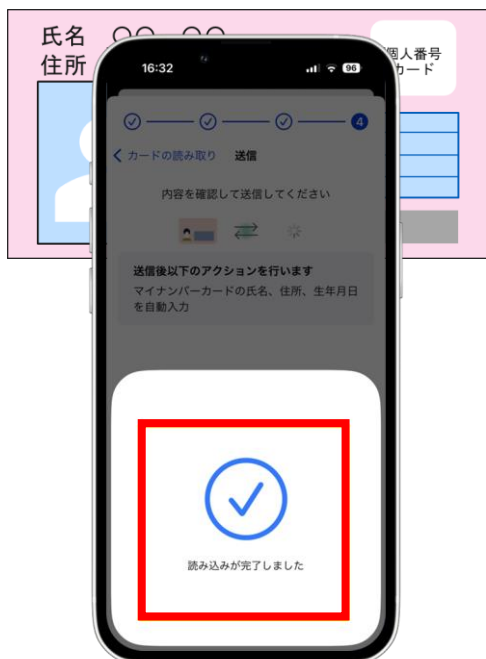 氏名 〇〇 〇〇
住所
個人番号
カード
16:32
96
4
カードの読み取り 送信
内容を確認して送信してください
送信後以下のアクションを行います
マイナンバーカードの氏名、住所、生年月日
を自動入力
読み込みが完了しました